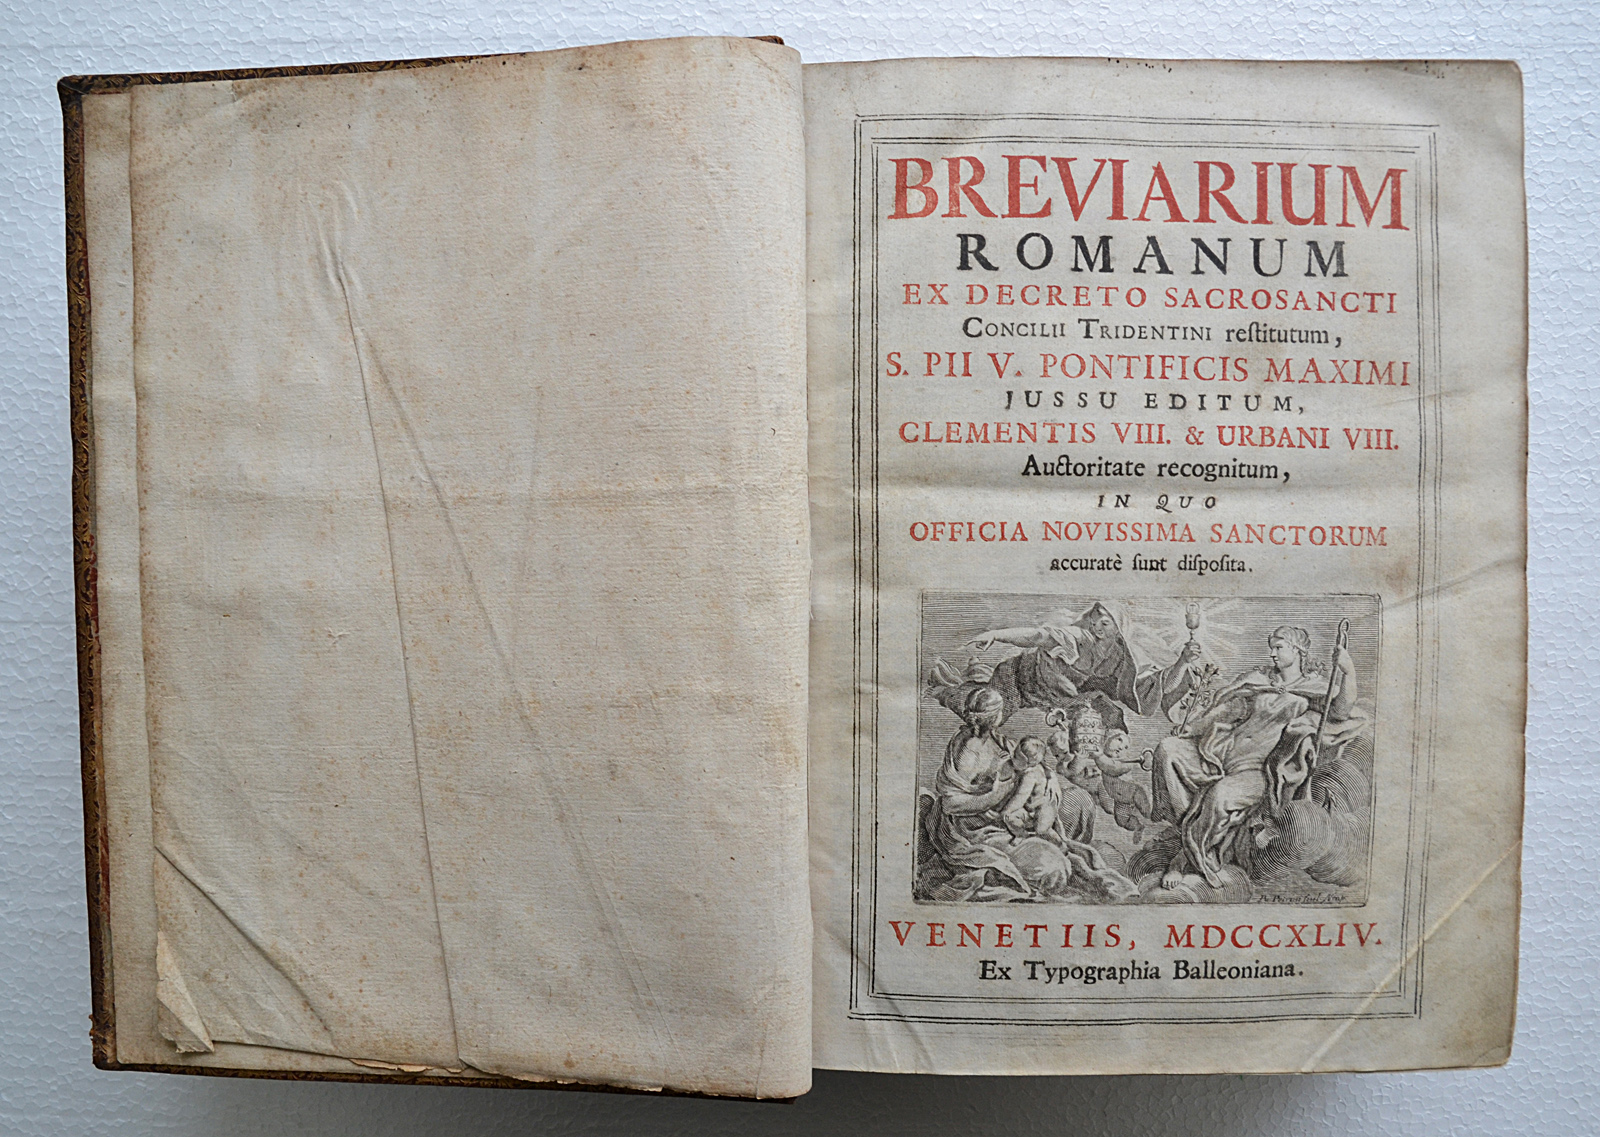 BREVIARIUM
ROMANUM
EX DECRETO SACROSANCTI
CONCILII TRIDENTINI reſtitutum,
S. PII V. PONTIFICIS MAXIMI
JUSSU EDITUM,
CLEMENTIS VIII. & URBANI VIII.
Auctoritate recognitum,
IN QUO
OFFICIA NOVISSIMA SANCTORUM
accuratè ſunt diſpoſita.
VENETIIS, MDCCXLIV.
Ex Typographia Balleoniana.